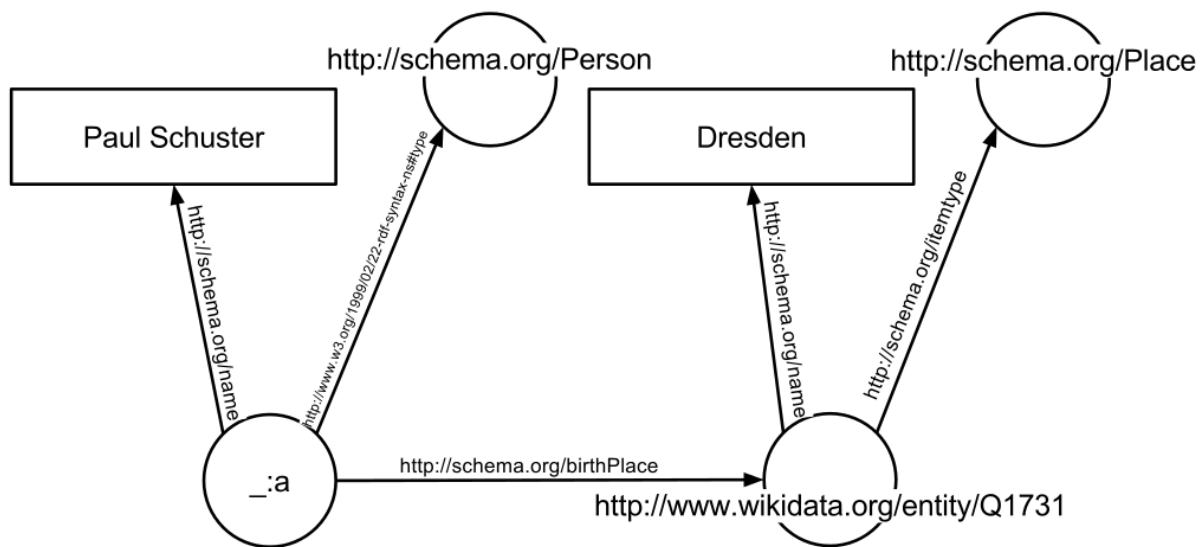 http://schema.org/Person
http://schema.org/Place
Paul Schuster
Dresden
http://schema.org/name
http://www.w3.org/1999/02/22-rdf-syntax-ns#type
http://schema.org/name
http://schema.org/itemtype
_:a
http://schema.org/birthPlace
http://www.wikidata.org/entity/Q1731